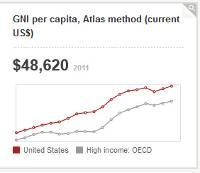 GNI per capita, Atlas method (current
US$)
$48,620 2011
United States High income: OECD